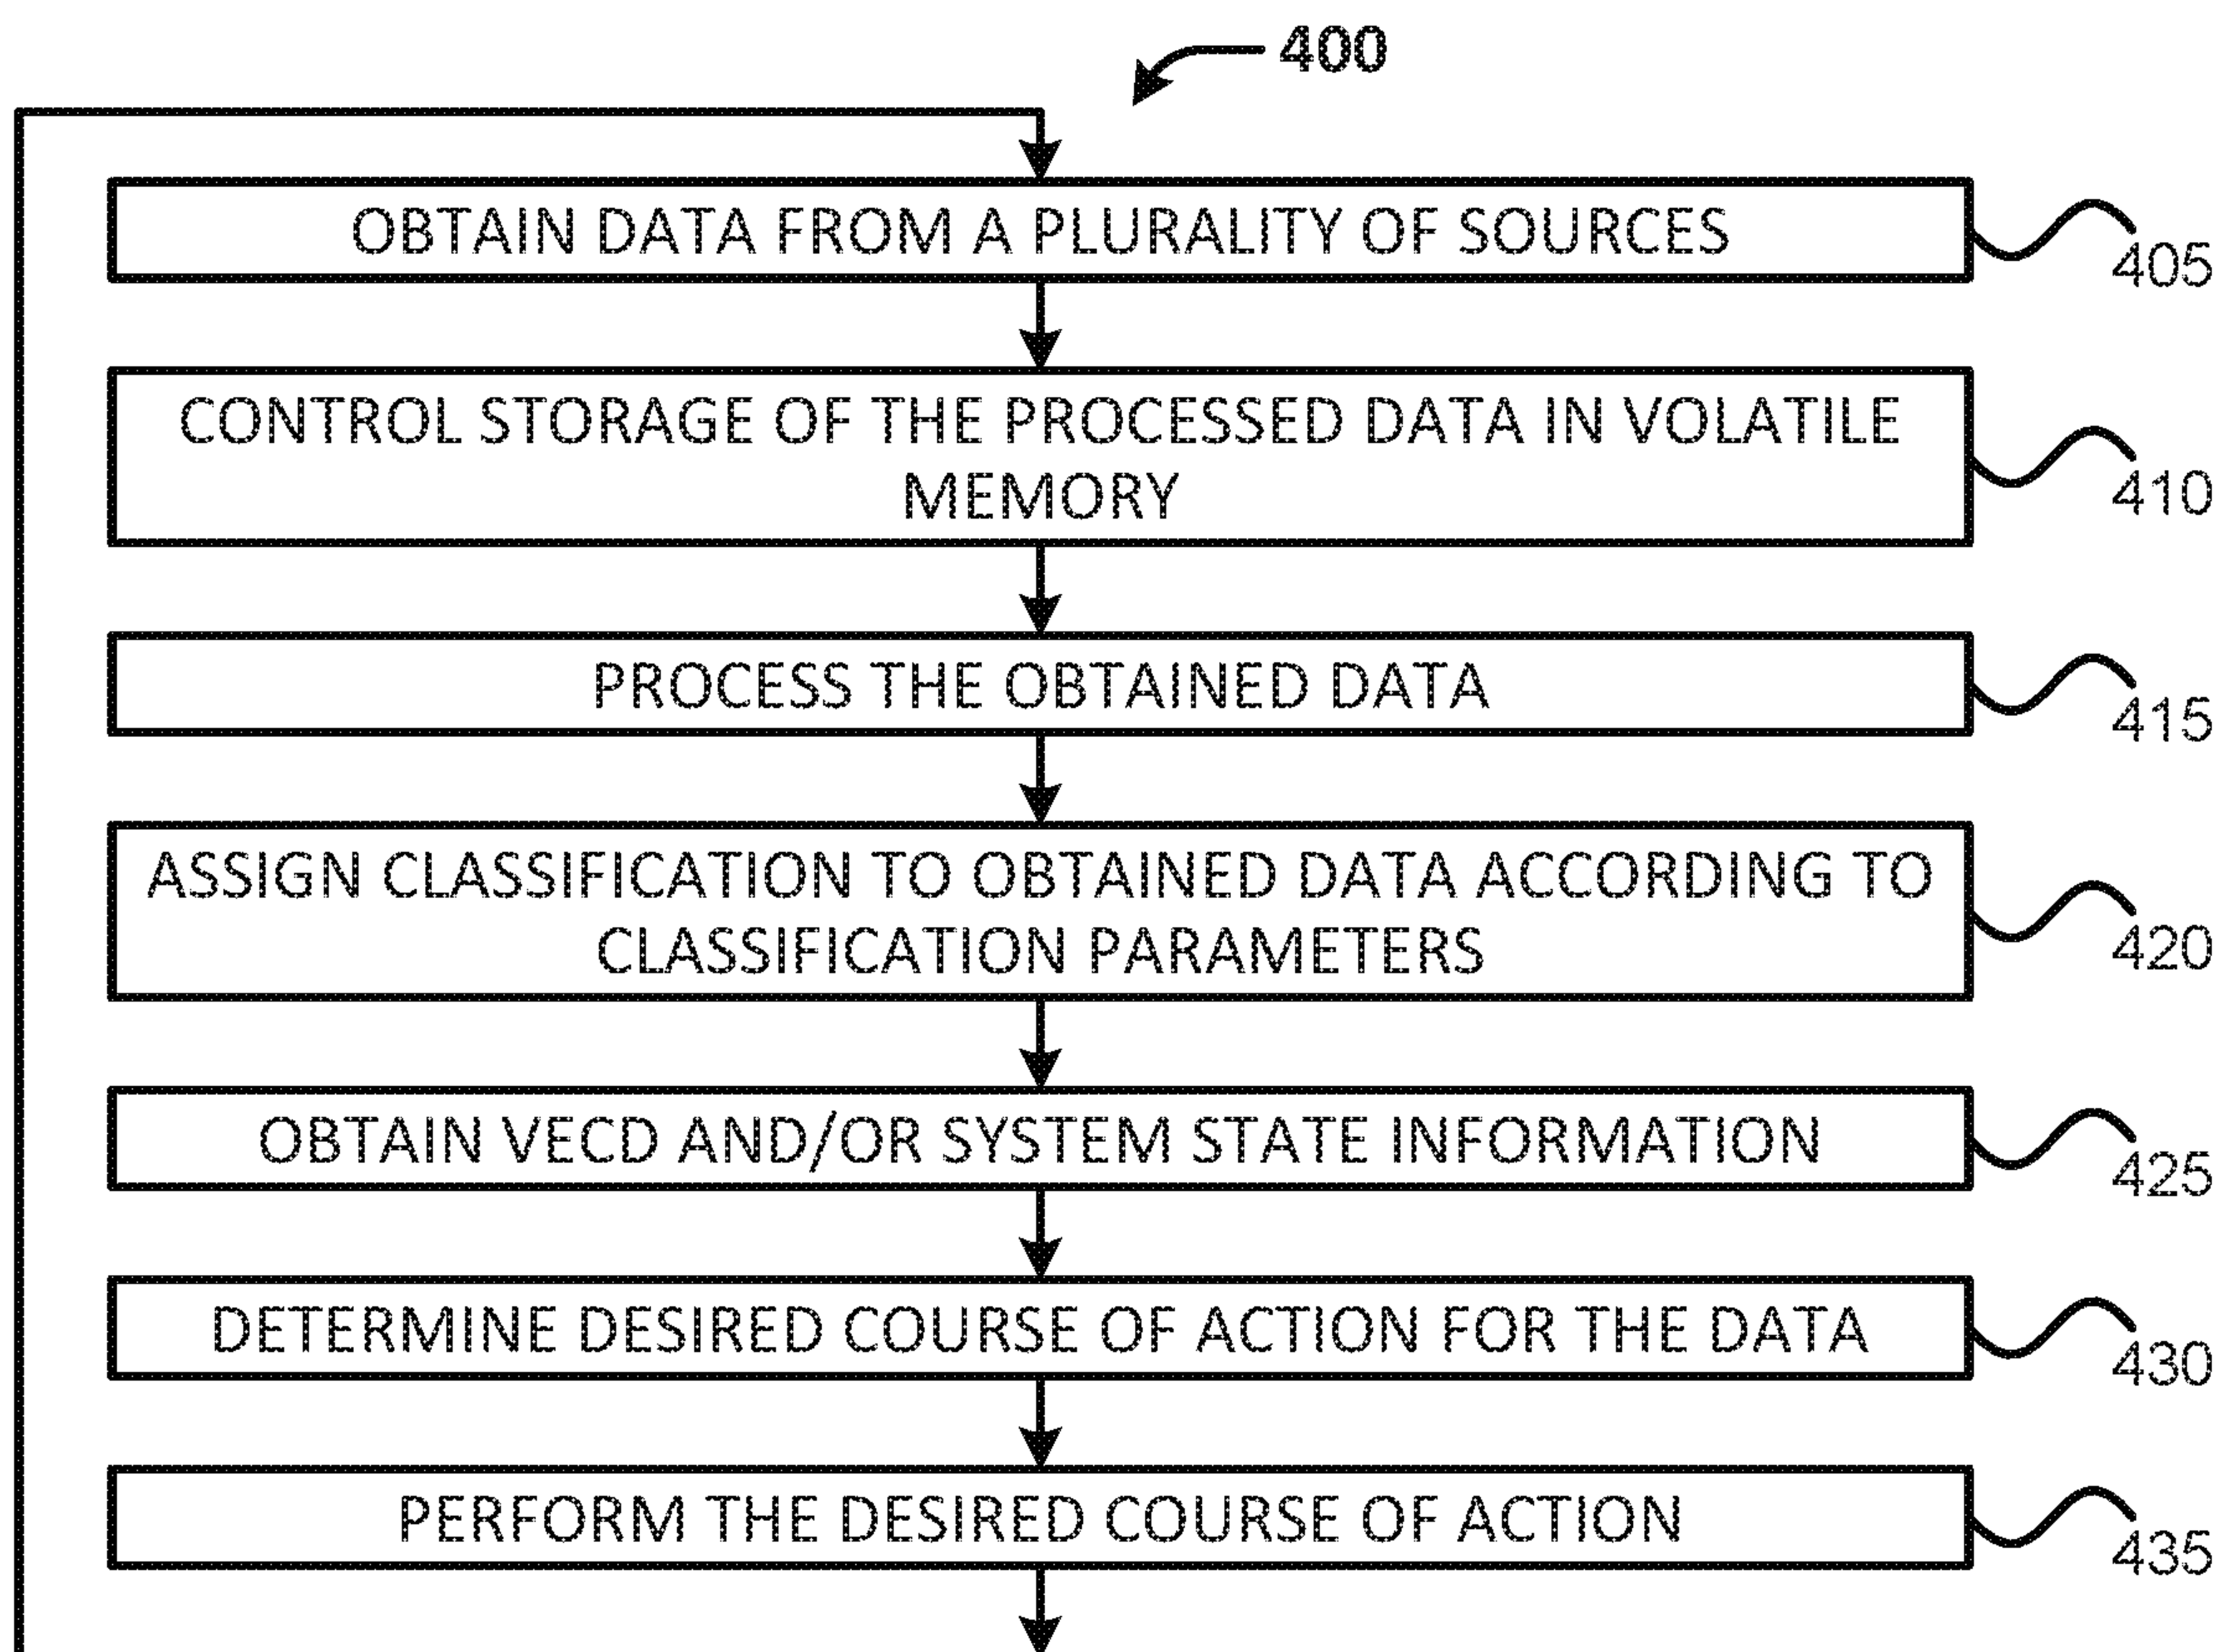 400
OBTAIN DATA FROM A PLURALITY OF SOURCES
405
CONTROL STORAGE OF THE PROCESSED DATA IN VOLATILE
MEMORY
410
PROCESS THE OBTAINED DATA
415
ASSIGN CLASSIFICATION TO OBTAINED DATA ACCORDING TO
CLASSIFICATION PARAMETERS
420
OBTAIN VECD AND/OR SYSTEM STATE INFORMATION
425
DETERMINE DESIRED COURSE OF ACTION FOR THE DATA
430
PERFORM THE DESIRED COURSE OF ACTION
435